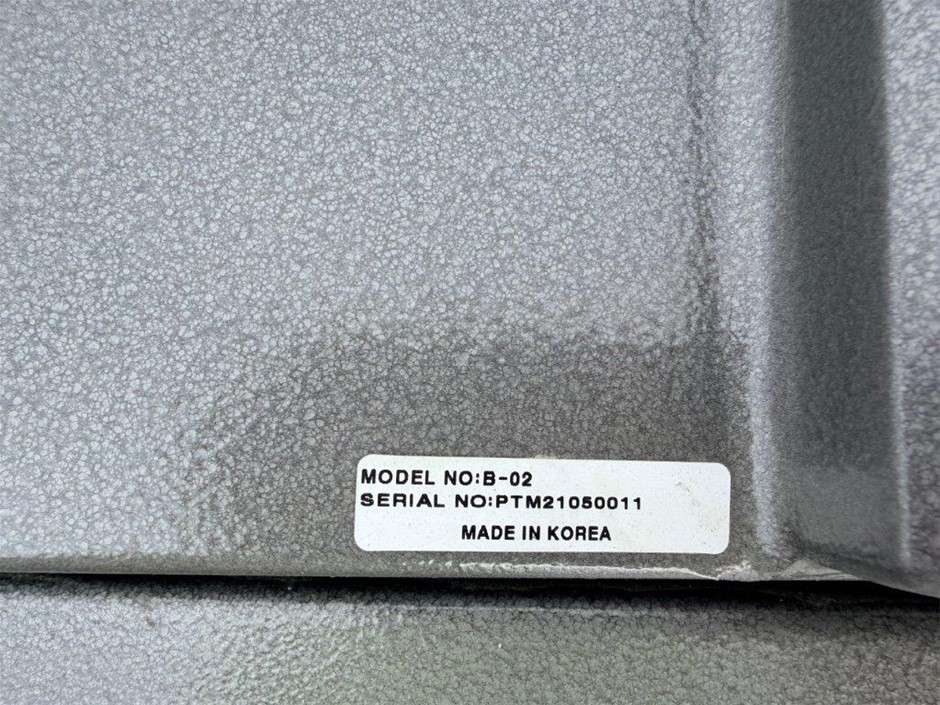 MODEL NO:B-02
SERIAL NO:PTM21050011
MADE IN KOREA